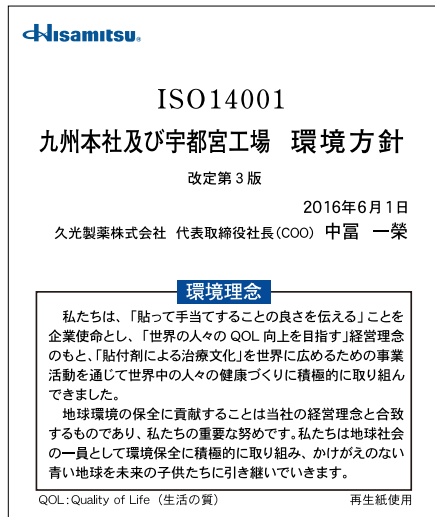 Hisamitsu®
ISO14001
九州本社及び宇都宮工場 環境方針
改定第3版
2016年6月1日
久光製薬株式会社 代表取締役社長(COO) 中冨 一榮
環境理念
私たちは、「貼って手当てすることの良さを伝える」ことを
企業使命とし、「世界の人々の QOL 向上を目指す」経営理念
のもと、「貼付剤による治療文化」を世界に広めるための事業
活動を通じて世界中の人々の健康づくりに積極的に取り組ん
できました。
地球環境の保全に貢献することは当社の経営理念と合致
するものであり、私たちの重要な努めです。私たちは地球社会
の一員として環境保全に積極的に取り組み、かけがえのない
青い地球を未来の子供たちに引き継いでいきます。
QOL:Quality of Life(生活の質) 再生紙使用